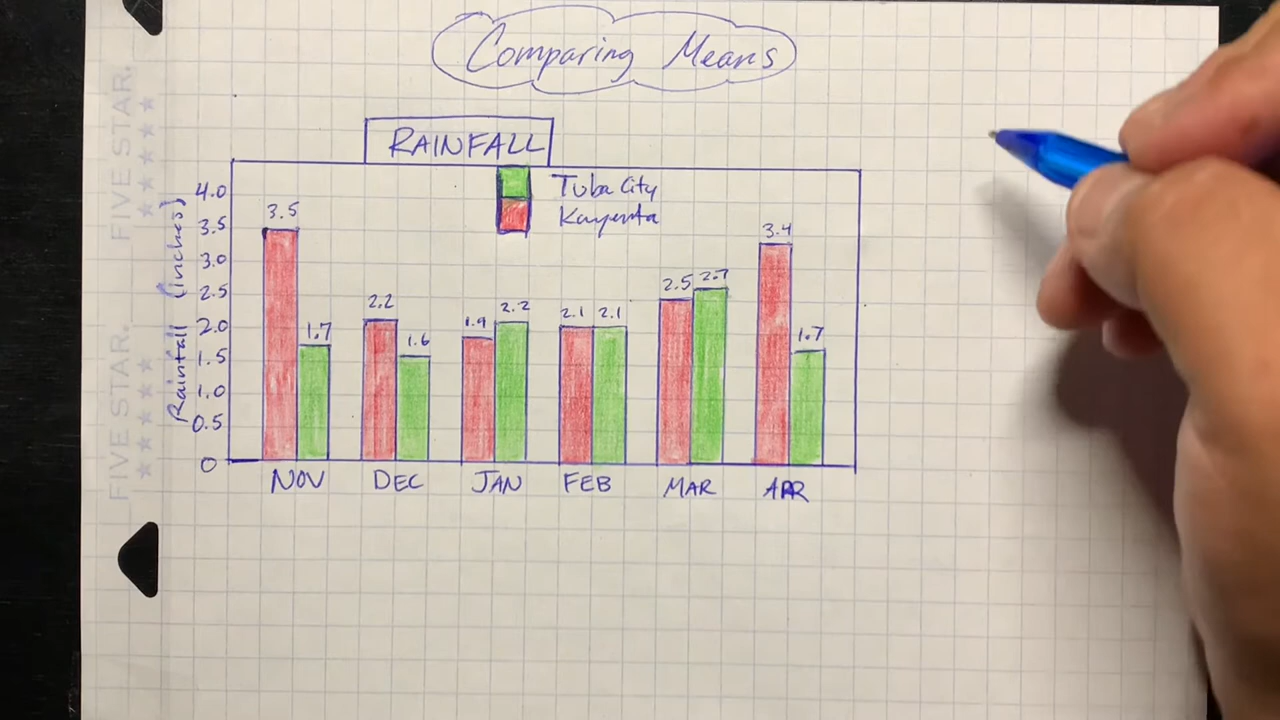 Comparing Means
RAINFALL
Tuba City
Kayenta
Rainfall (inches)
4.0
3.5
3.0
2.5
2.0
1.5
1.0
0.5
0
3.5
1.7
2.2
1.6
1.9
2.2
2.1
2.1
2.5
2.7
3.4
1.7
NOV
DEC
JAN
FEB
MAR
APR
FIVE STAR.
FIVE STAR.